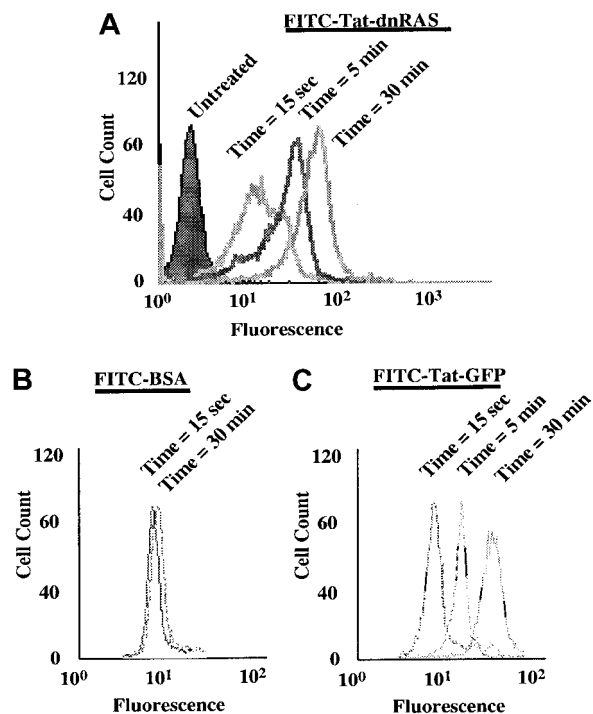 A
FITC-Tat-dnRAS
Untreated
Time = 15 sec
Time = 5 min
Time = 30 min
120
60
40
0
Cell Count
10⁰
10¹
10²
10³
Fluorescence
B
FITC-BSA
Time = 15 sec
Time = 30 min
120
60
40
0
Cell Count
10⁰
10¹
10²
Fluorescence
C
FITC-Tat-GFP
Time = 15 sec
Time = 5 min
Time = 30 min
120
60
40
0
Cell Count
10⁰
10¹
10²
Fluorescence